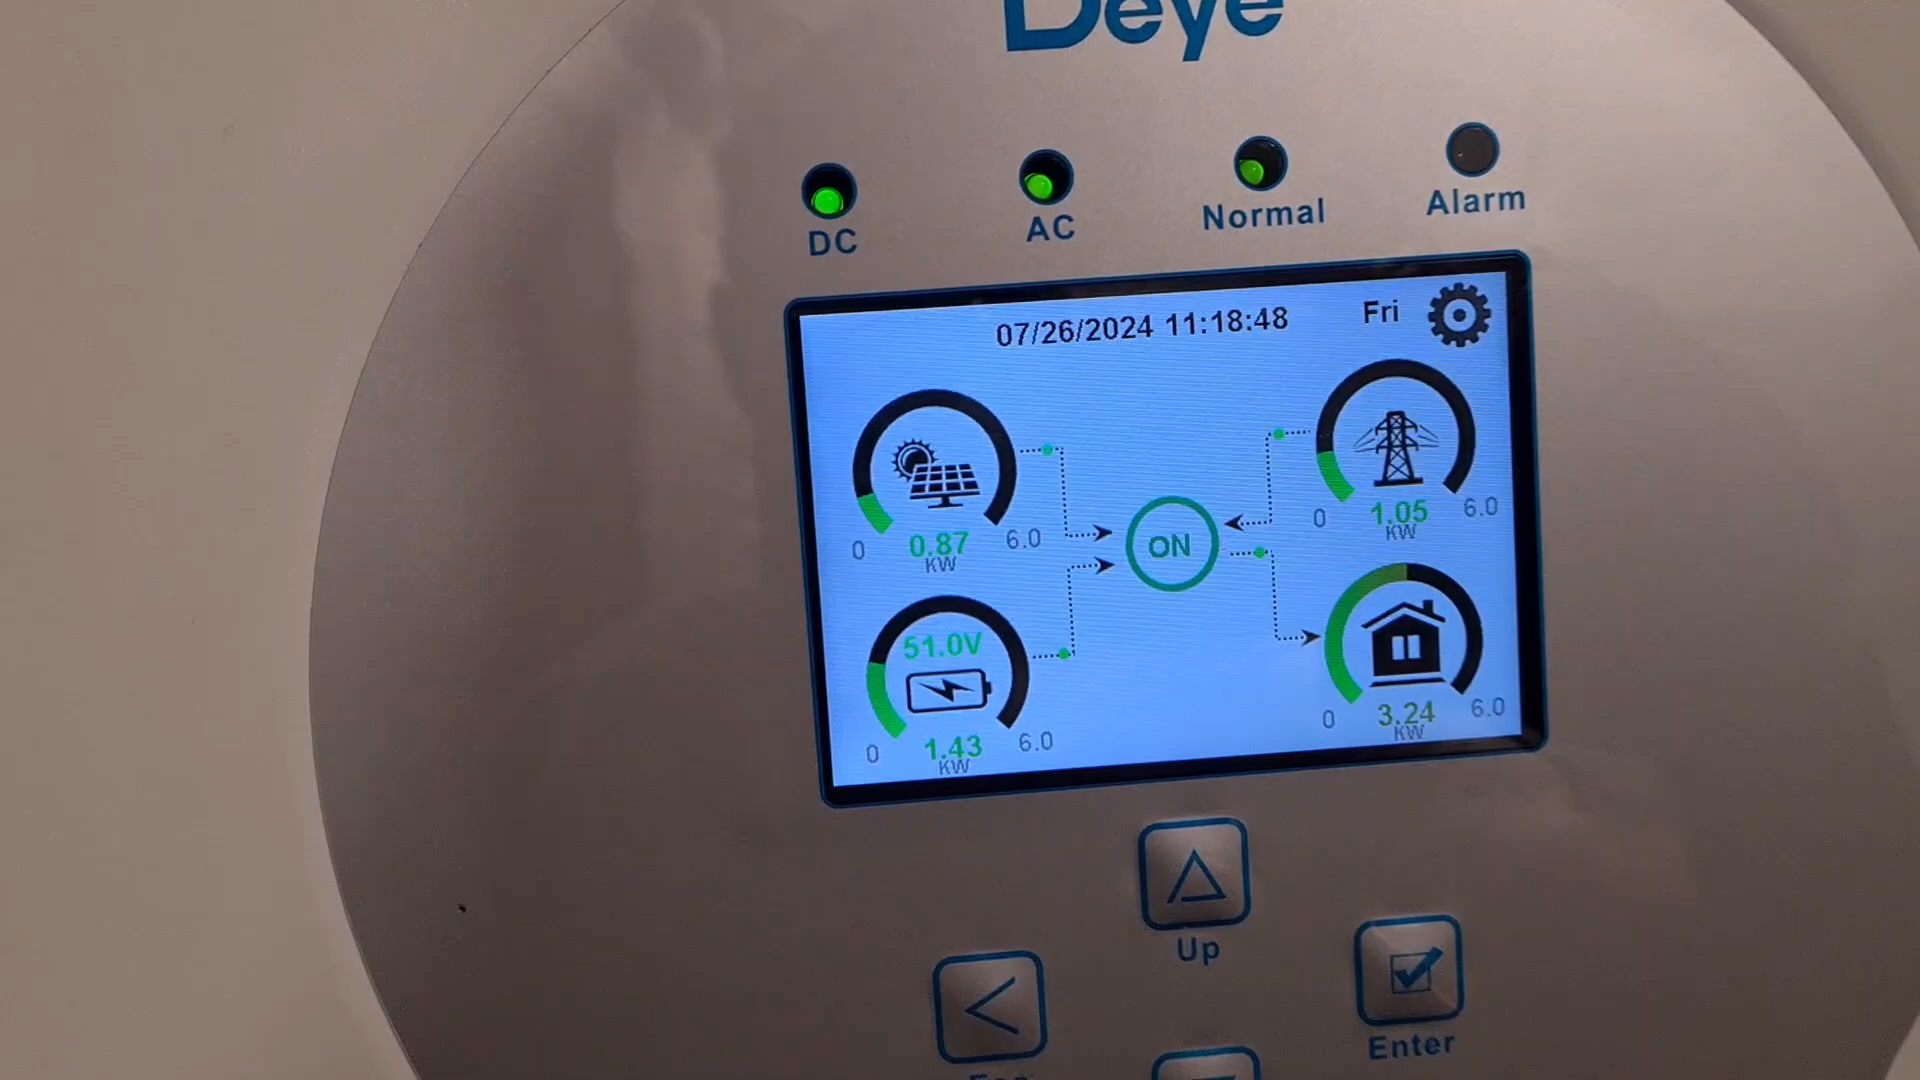 Deye
DC AC Normal Alarm
07/26/2024 11:18:48 Fri
0 0.87 6.0
KW
0 1.05 6.0
KW
ON
51.0V
0 1.43 6.0
KW
0 3.24 6.0
KW
Up
Enter